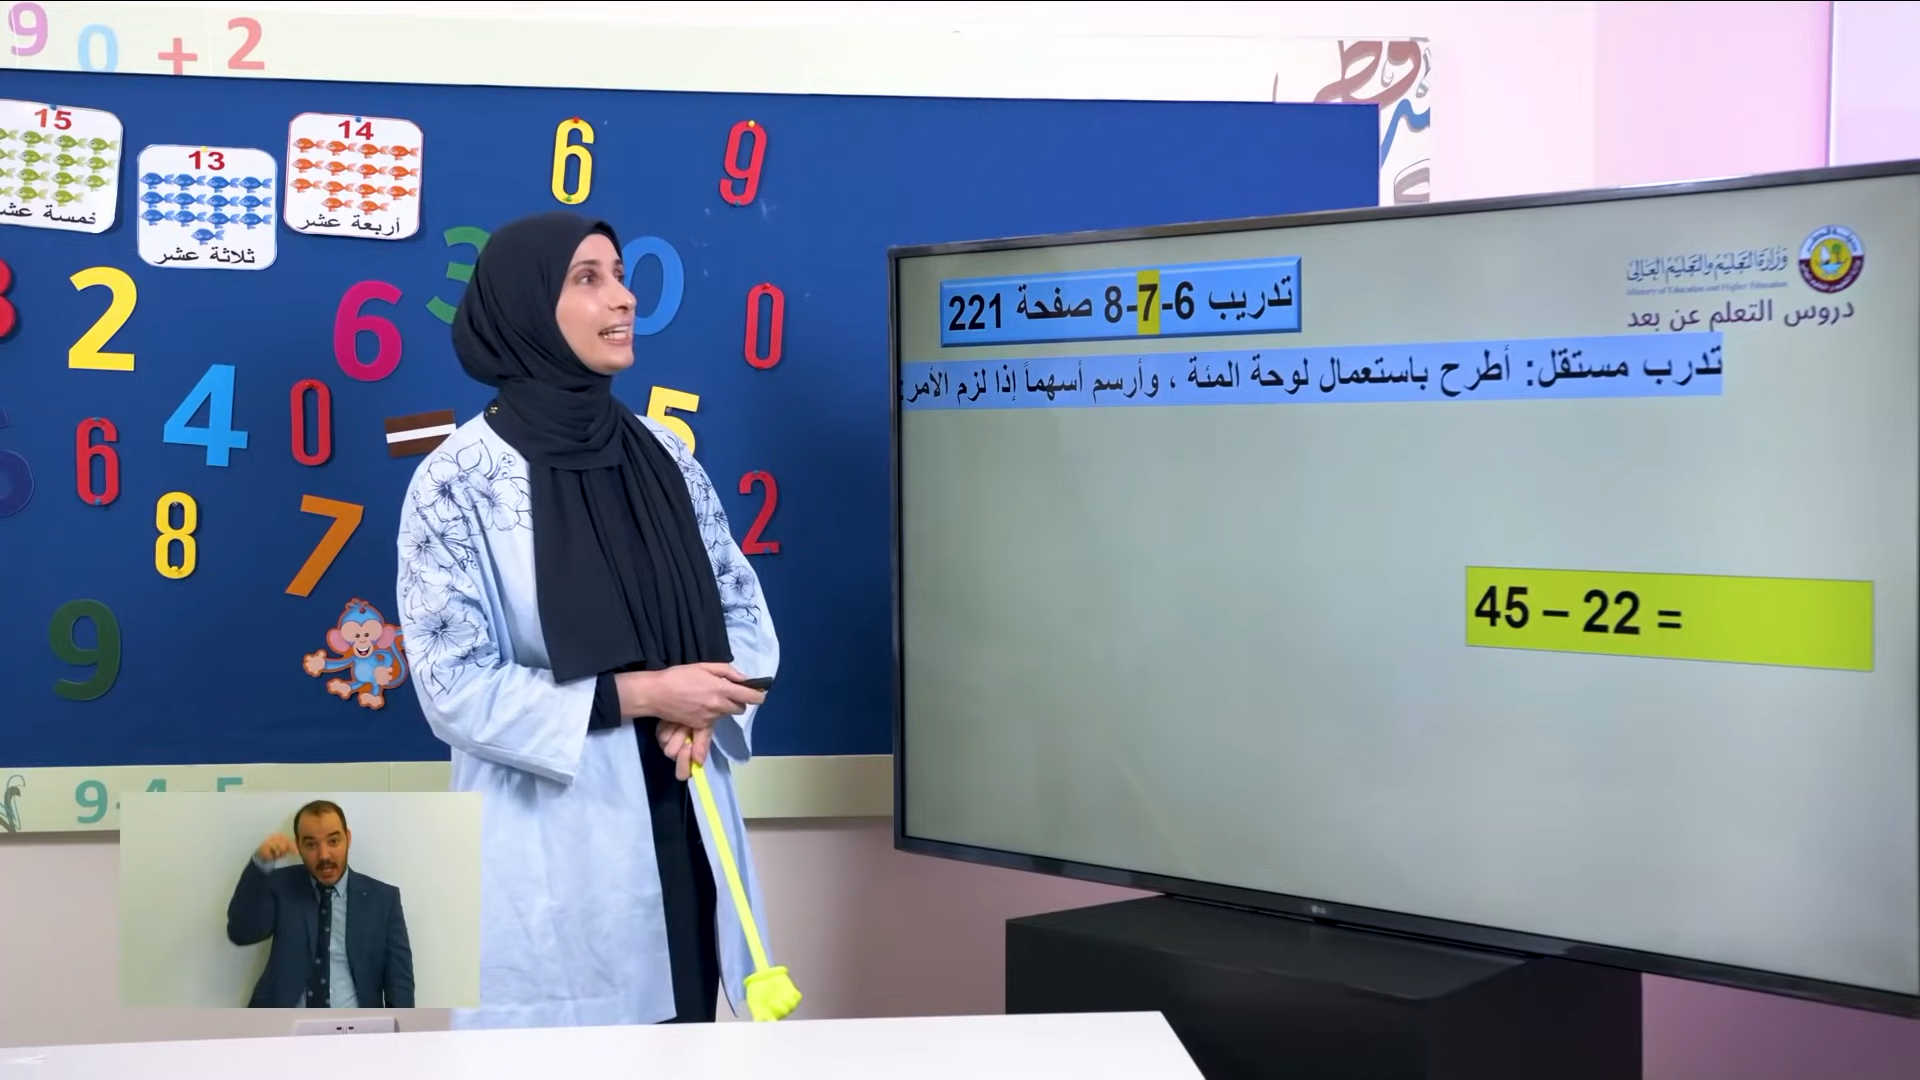 9 0 + 2
15
خمسة عشر
13
ثلاثة عشر
14
أربعة عشر
6 9
3 0
2 6 0
4 0 5
6 8 7 2
9
9 4 5
وزارة التعليم والتعليم العالي
Ministry of Education and Higher Education
دروس التعلم عن بعد
تدريب 6-7-8 صفحة 221
تدرب مستقل: أطرح باستعمال لوحة المئة ، وأرسم أسهماً إذا لزم الأمر:
45 – 22 =
LG